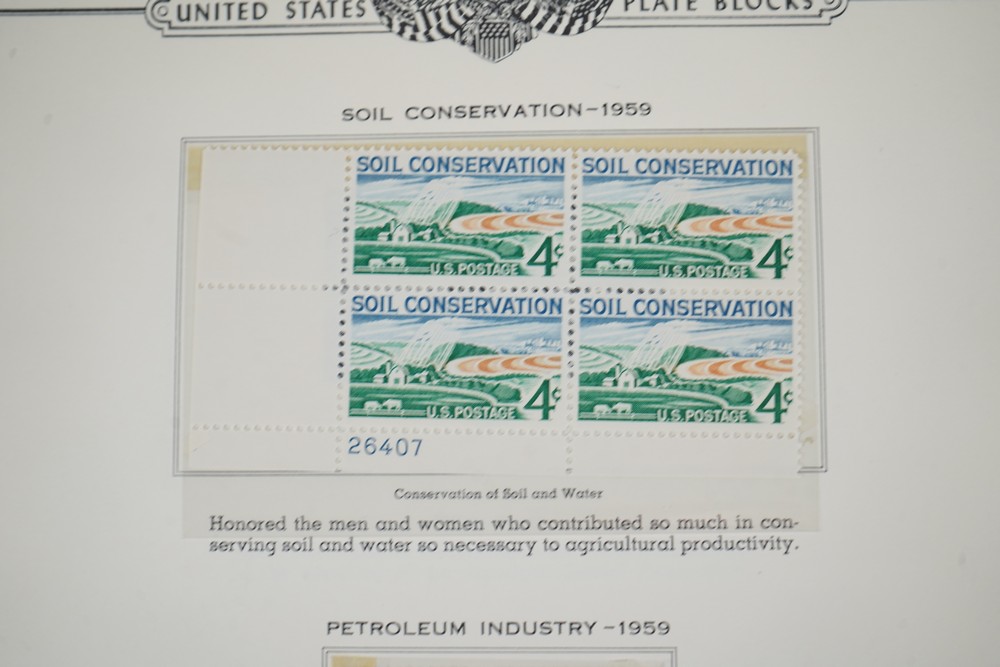 UNITED STATES PLATE BLOCKS
SOIL CONSERVATION-1959
SOIL CONSERVATION SOIL CONSERVATION
U.S. POSTAGE 4¢ U.S. POSTAGE 4¢
SOIL CONSERVATION SOIL CONSERVATION
U.S. POSTAGE 4¢ U.S. POSTAGE 4¢
26407
Conservation of Soil and Water
Honored the men and women who contributed so much in con-
serving soil and water so necessary to agricultural productivity.
PETROLEUM INDUSTRY-1959